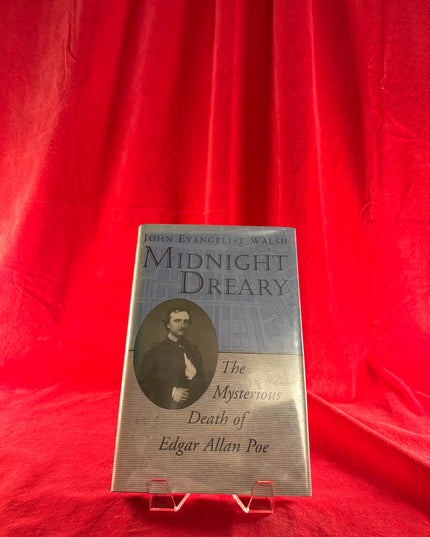 John Evangelist Walsh
Midnight
Dreary
The
Mysterious
Death of
Edgar Allan Poe